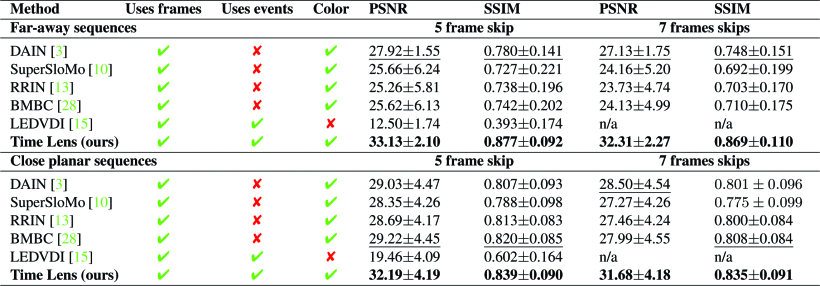 Method Uses frames Uses events Color PSNR SSIM PSNR SSIM
Far-away sequences 5 frame skip 7 frames skips
DAIN [3] ✔ ✘ ✔ 27.92±1.55 0.780±0.141 27.13±1.75 0.748±0.151
SuperSloMo [10] ✔ ✘ ✔ 25.66±6.24 0.727±0.221 24.16±5.20 0.692±0.199
RRIN [13] ✔ ✘ ✔ 25.26±5.81 0.738±0.196 23.73±4.74 0.703±0.170
BMBC [28] ✔ ✘ ✔ 25.62±6.13 0.742±0.202 24.13±4.99 0.710±0.175
LEDVDI [15] ✔ ✔ ✘ 12.50±1.74 0.393±0.174 n/a n/a
Time Lens (ours) ✔ ✔ ✔ 33.13±2.10 0.877±0.092 32.31±2.27 0.869±0.110
Close planar sequences 5 frame skip 7 frames skips
DAIN [3] ✔ ✘ ✔ 29.03±4.47 0.807±0.093 28.50±4.54 0.801 ± 0.096
SuperSloMo [10] ✔ ✘ ✔ 28.35±4.26 0.788±0.098 27.27±4.26 0.775 ± 0.099
RRIN [13] ✔ ✘ ✔ 28.69±4.17 0.813±0.083 27.46±4.24 0.800±0.084
BMBC [28] ✔ ✘ ✔ 29.22±4.45 0.820±0.085 27.99±4.55 0.808±0.084
LEDVDI [15] ✔ ✔ ✘ 19.46±4.09 0.602±0.164 n/a n/a
Time Lens (ours) ✔ ✔ ✔ 32.19±4.19 0.839±0.090 31.68±4.18 0.835±0.091